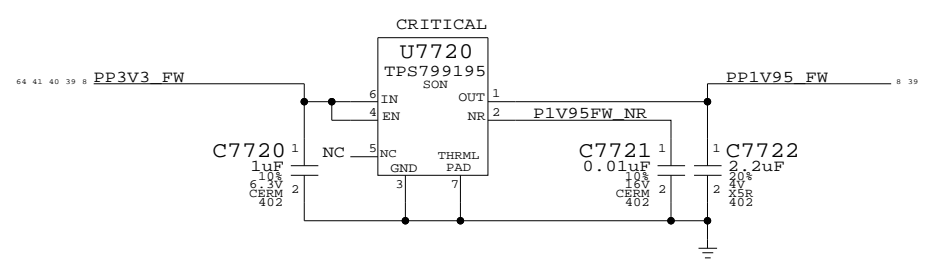 CRITICAL
U7720
TPS799195
SON
64 41 40 39 8 PP3V3_FW
PP1V95_FW 8 39
6 IN
OUT 1
4 EN
NR 2 P1V95FW_NR
NC 5 NC
THRML
PAD
GND
3
7
C7720 1
1uF
10%
6.3V 2
CERM
402
C7721 1
0.01uF
10%
16V 2
CERM
402
1 C7722
2.2uF
20%
2 4V
X5R
402